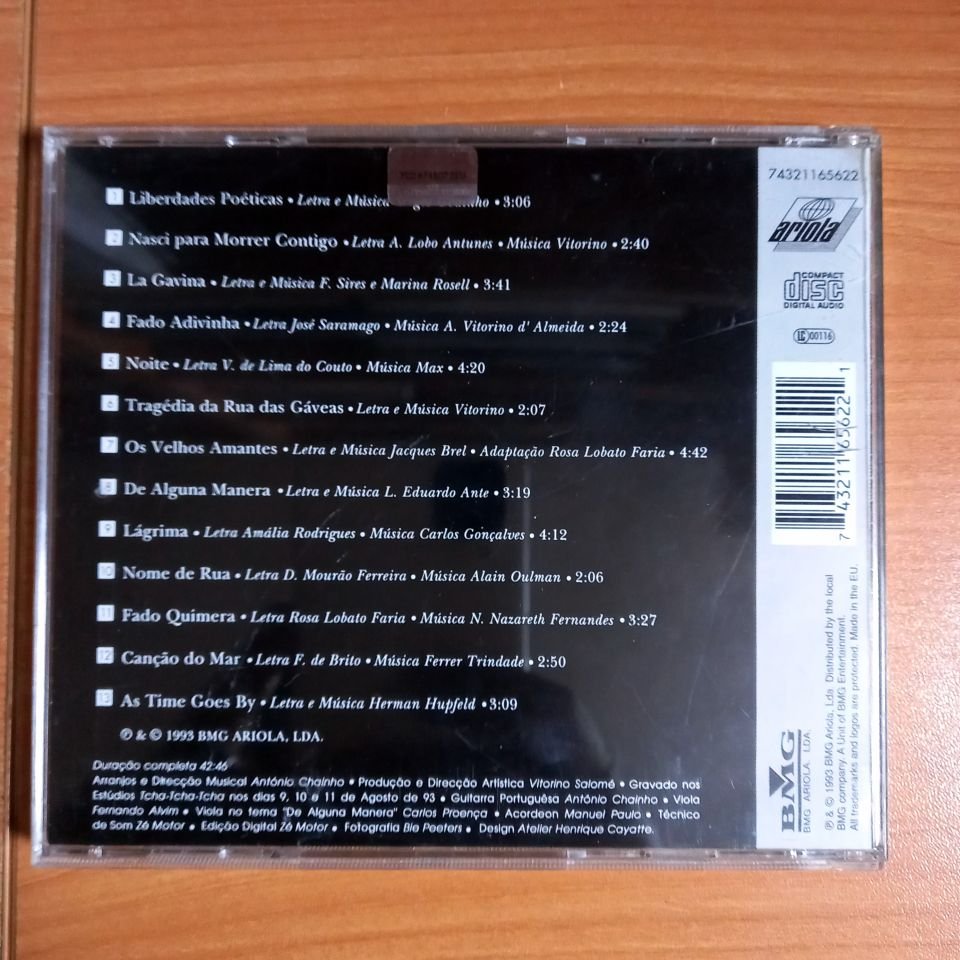 1 Liberdades Poéticas • Letra e Música • 3:06
2 Nasci para Morrer Contigo • Letra A. Lobo Antunes • Música Vitorino • 2:40
3 La Gavina • Letra e Música F. Sires e Marina Rosell • 3:41
4 Fado Adivinha • Letra José Saramago • Música A. Vitorino d' Almeida • 2:24
5 Noite • Letra V. de Lima do Couto • Música Max • 4:20
6 Tragédia da Rua das Gáveas • Letra e Música Vitorino • 2:07
7 Os Velhos Amantes • Letra e Música Jacques Brel • Adaptação Rosa Lobato Faria • 4:42
8 De Alguna Manera • Letra e Música L. Eduardo Ante • 3:19
9 Lágrima • Letra Amália Rodrigues • Música Carlos Gonçalves • 4:12
10 Nome de Rua • Letra D. Mourão Ferreira • Música Alain Oulman • 2:06
11 Fado Químera • Letra Rosa Lobato Faria • Música N. Nazareth Fernandes • 3:27
12 Canção do Mar • Letra F. de Brito • Música Ferrer Trindade • 2:50
13 As Time Goes By • Letra e Música Herman Hupfeld • 3:09
℗ & © 1993 BMG ARIOLA, LDA.
Duração completa 42:46
Arranjos e Direcção Musical António Chainho • Produção e Direcção Artística Vitorino Salomé • Gravado nos
Estúdios Tcha-Tcha-Tcha nos dias 9, 10 e 11 de Agosto de 93 • Guitarra Portuguêsa António Chainho • Viola
Fernando Alvim • Viola no tema "De Alguna Manera" Carlos Proença • Acordeon Manuel Paulo • Técnico
de Som Zé Motor • Edição Digital Zé Motor • Fotografia Bie Peeters • Design Atelier Henrique Cayatte.
74321165622
ariola
COMPACT
disc
DIGITAL AUDIO
LC 00116
7 43211 65622 1
BMG
BMG ARIOLA, LDA.
℗ & © 1993 BMG Ariola, Lda. Distributed by the local
BMG company. A Unit of BMG Entertainment.
All trademarks and logos are protected. Made in the EU.